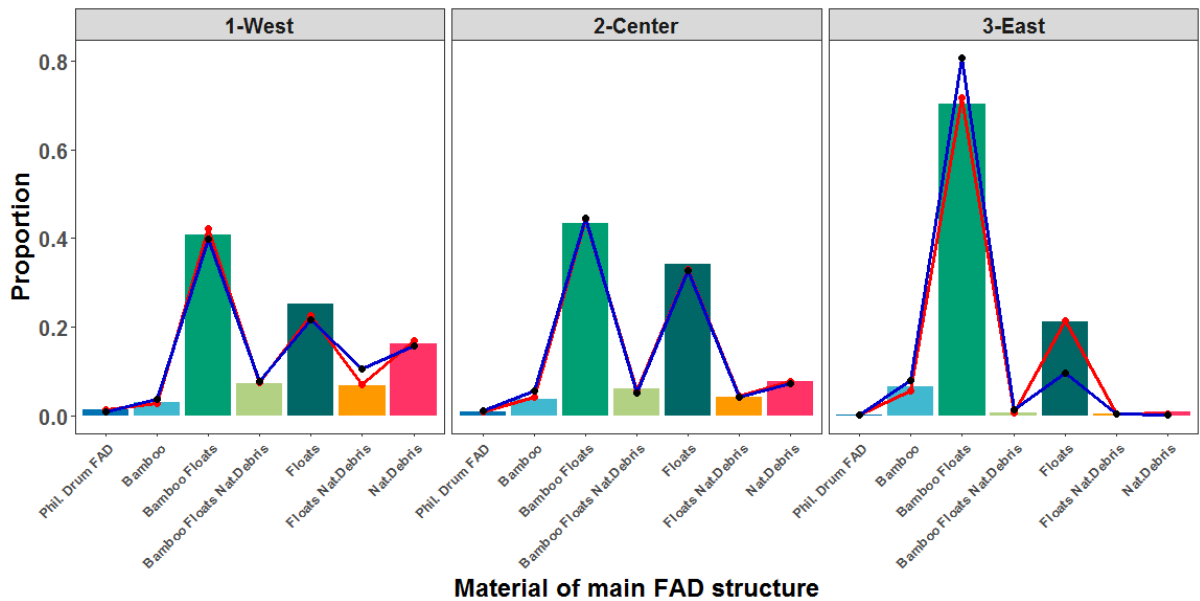 1-West
2-Center
3-East
Proportion
0.8
0.6
0.4
0.2
0.0
Phil. Drum FAD
Bamboo
Bamboo Floats
Bamboo Floats Nat.Debris
Floats
Floats Nat.Debris
Nat.Debris
Phil. Drum FAD
Bamboo
Bamboo Floats
Bamboo Floats Nat.Debris
Floats
Floats Nat.Debris
Nat.Debris
Phil. Drum FAD
Bamboo
Bamboo Floats
Bamboo Floats Nat.Debris
Floats
Floats Nat.Debris
Nat.Debris
Material of main FAD structure